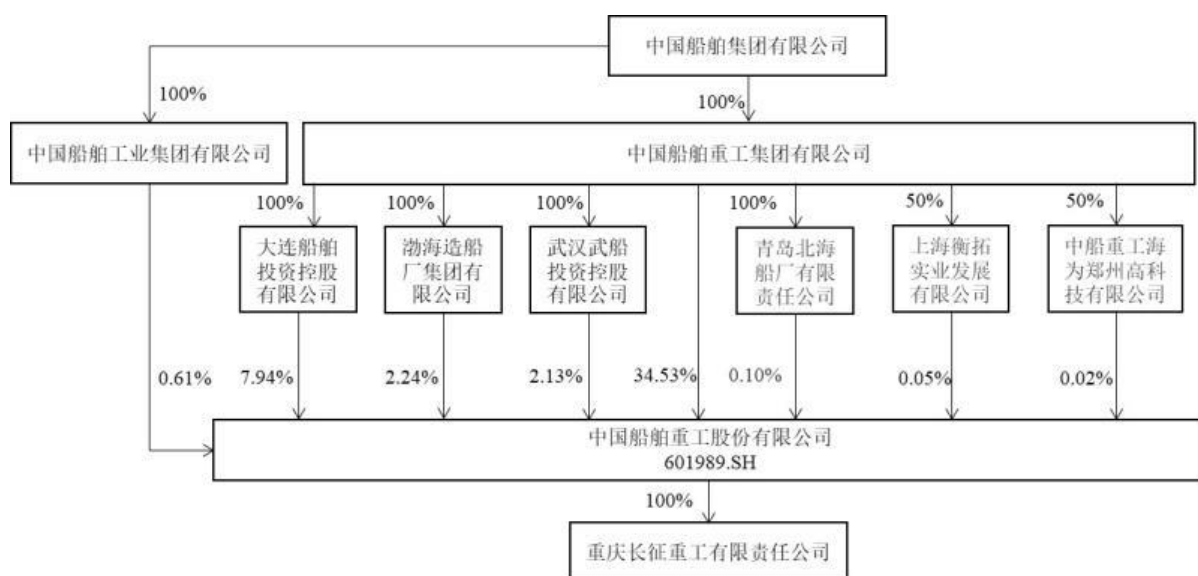 中国船舶集团有限公司
100%
100%
中国船舶工业集团有限公司
中国船舶重工集团有限公司
100%
100%
100%
100%
50%
50%
大连船舶
投资控股
有限公司
渤海造船
厂集团有
限公司
武汉武船
投资控股
有限公司
青岛北海
船厂有限
责任公司
上海衡拓
实业发展
有限公司
中船重工海
为郑州高科
技有限公司
0.61%
7.94%
2.24%
2.13%
34.53%
0.10%
0.05%
0.02%
中国船舶重工股份有限公司
601989.SH
100%
重庆长征重工有限责任公司